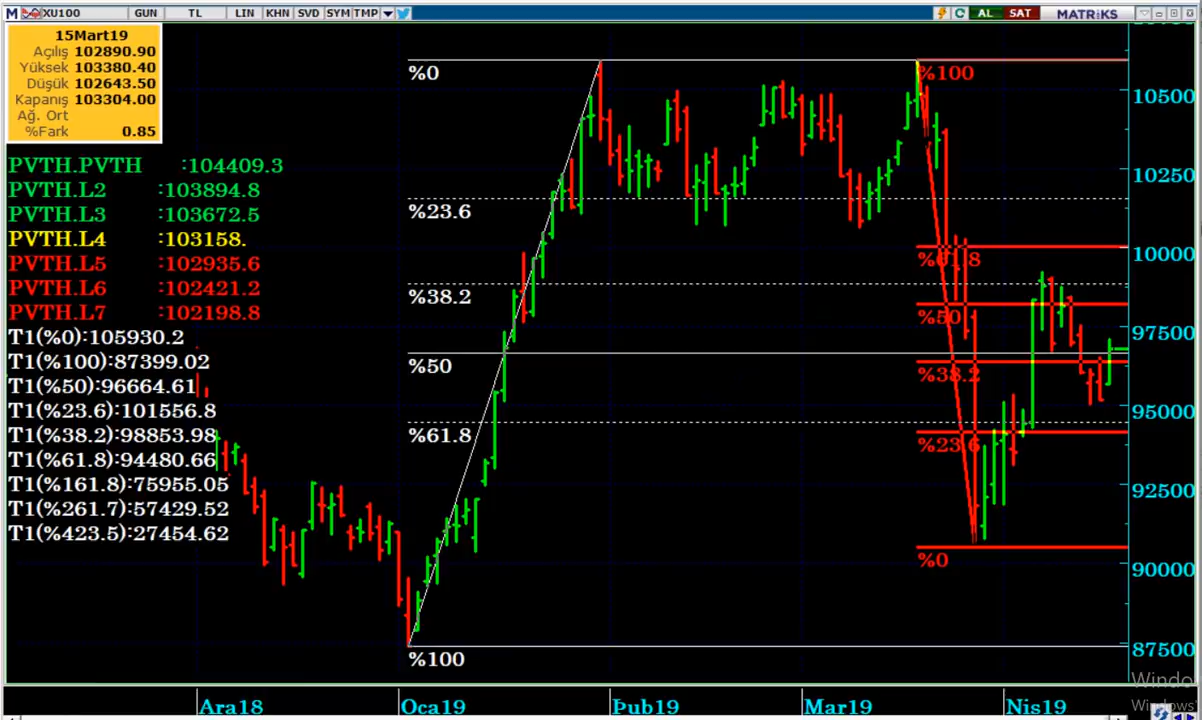 M XU100 GUN TL LIN KHN SVD SYM TMP AL SAT MATRiKS
15Mart19
Açılış 102890.90
Yüksek 103380.40
Düşük 102643.50
Kapanış 103304.00
Ağ. Ort
%Fark 0.85
PVTH.PVTH :104409.3
PVTH.L2 :103894.8
PVTH.L3 :103672.5
PVTH.L4 :103158.
PVTH.L5 :102935.6
PVTH.L6 :102421.2
PVTH.L7 :102198.8
T1(%0):105930.2
T1(%100):87399.02
T1(%50):96664.61
T1(%23.6):101556.8
T1(%38.2):98853.98
T1(%61.8):94480.66
T1(%161.8):75955.05
T1(%261.7):57429.52
T1(%423.5):27454.62
%0
%23.6
%38.2
%50
%61.8
%100
%100
%61.8
%50
%38.2
%23.6
%0
10500
10250
10000
97500
95000
92500
90000
87500
Windo
Windows
Ara18 Oca19 Şub19 Mar19 Nis19